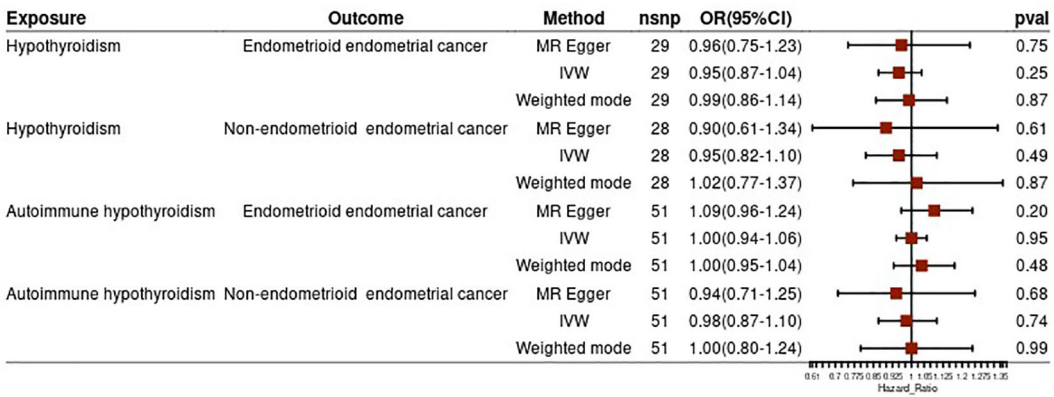 Exposure Outcome Method nsnp OR(95%CI) pval
Hypothyroidism Endometrioid endometrial cancer MR Egger 29 0.96(0.75-1.23) 0.75
IVW 29 0.95(0.87-1.04) 0.25
Weighted mode 29 0.99(0.86-1.14) 0.87
Hypothyroidism Non-endometrioid endometrial cancer MR Egger 28 0.90(0.61-1.34) 0.61
IVW 28 0.95(0.82-1.10) 0.49
Weighted mode 28 1.02(0.77-1.37) 0.87
Autoimmune hypothyroidism Endometrioid endometrial cancer MR Egger 51 1.09(0.96-1.24) 0.20
IVW 51 1.00(0.94-1.06) 0.95
Weighted mode 51 1.00(0.95-1.04) 0.48
Autoimmune hypothyroidism Non-endometrioid endometrial cancer MR Egger 51 0.94(0.71-1.25) 0.68
IVW 51 0.98(0.87-1.10) 0.74
Weighted mode 51 1.00(0.80-1.24) 0.99
0.61 0.7 0.775 0.85 0.925 1 1.05 1.125 1.2 1.275 1.35
Hazard_Ratio